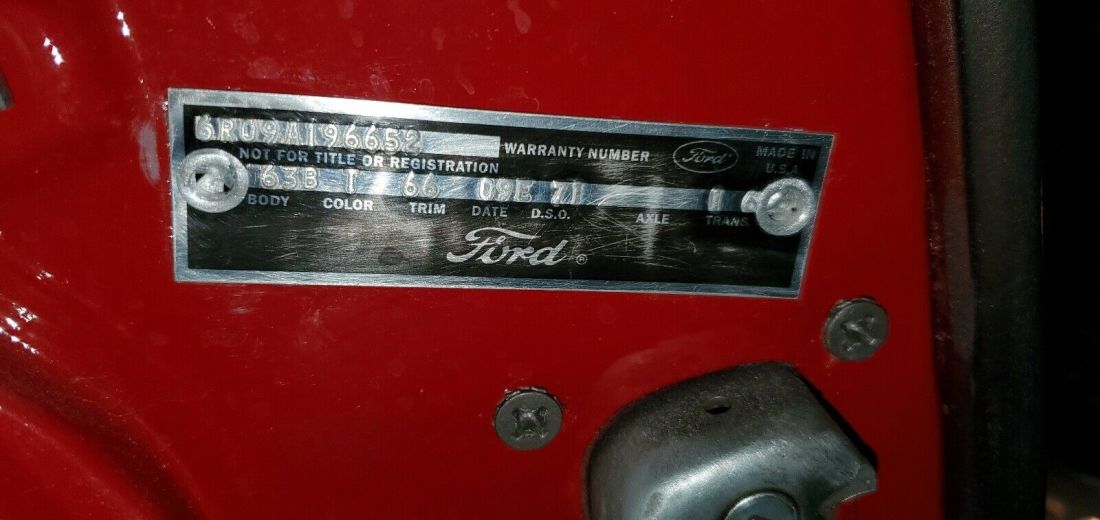 6R09A196652 WARRANTY NUMBER Ford MADE IN U.S.A
NOT FOR TITLE OR REGISTRATION
63B T 66 09E 71 1
BODY COLOR TRIM DATE D.S.O. AXLE TRANS
Ford ®